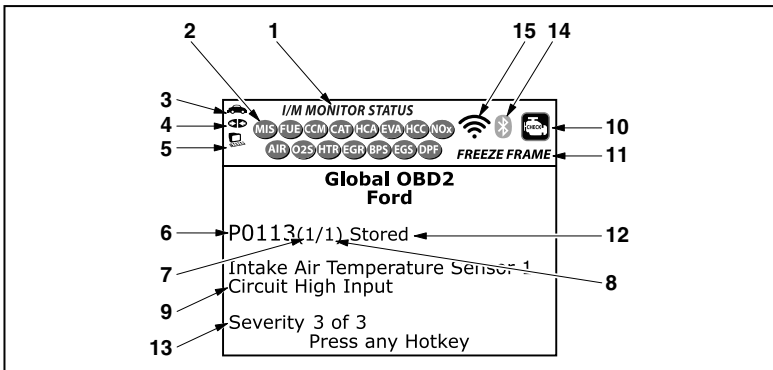 15 14
2 1
3 I/M MONITOR STATUS
4 MIS FUE CCM CAT HCA EVA HCC NOx CHECK 10
5 AIR O2S HTR EGR BPS EGS DPF FREEZE FRAME 11
Global OBD2
Ford
6 P0113(1/1) Stored 12
7 Intake Air Temperature Sensor 1 8
9 Circuit High Input
13 Severity 3 of 3
Press any Hotkey